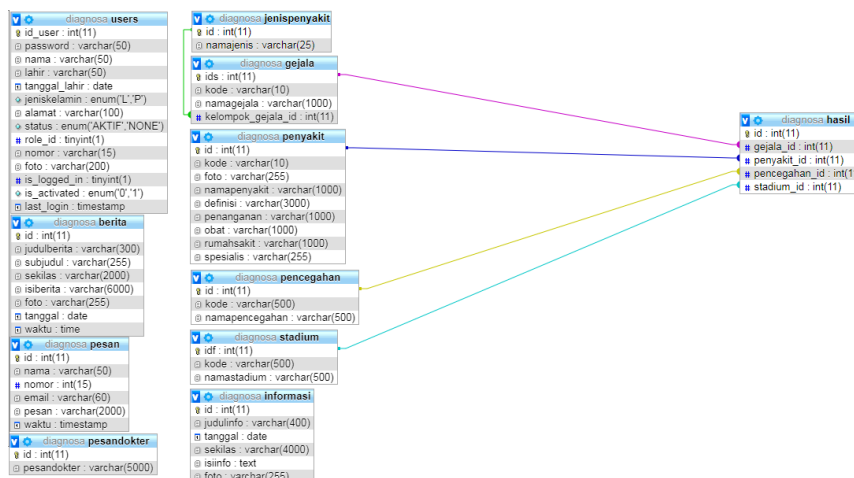 diagnosa users
id_user : int(11)
password : varchar(50)
nama : varchar(50)
lahir : varchar(50)
tanggal_lahir : date
jeniskelamin : enum('L','P')
alamat : varchar(100)
status : enum('AKTIF','NONE')
role_id : tinyint(1)
nomor : varchar(15)
foto : varchar(200)
is_logged_in : tinyint(1)
is_activated : enum('0','1')
last_login : timestamp
diagnosa berita
id : int(11)
judulberita : varchar(300)
subjudul : varchar(255)
sekilas : varchar(2000)
isiberita : varchar(6000)
foto : varchar(255)
tanggal : date
waktu : time
diagnosa pesan
id : int(11)
nama : varchar(50)
nomor : int(15)
email : varchar(60)
pesan : varchar(2000)
waktu : timestamp
diagnosa pesandokter
id : int(11)
pesandokter : varchar(5000)
diagnosa jenispenyakit
id : int(11)
namajenis : varchar(25)
diagnosa gejala
ids : int(11)
kode : varchar(10)
namagejala : varchar(1000)
kelompok_gejala_id : int(11)
diagnosa penyakit
id : int(11)
kode : varchar(10)
foto : varchar(255)
namapenyakit : varchar(1000)
definisi : varchar(3000)
penanganan : varchar(1000)
obat : varchar(1000)
rumahsakit : varchar(1000)
spesialis : varchar(255)
diagnosa pencegahan
id : int(11)
kode : varchar(500)
namapencegahan : varchar(500)
diagnosa stadium
idf : int(11)
kode : varchar(500)
namastadium : varchar(500)
diagnosa informasi
id : int(11)
judulinfo : varchar(400)
tanggal : date
sekilas : varchar(4000)
isiinfo : text
foto : varchar(255)
diagnosa hasil
id : int(11)
gejala_id : int(11)
penyakit_id : int(11)
pencegahan_id : int(1
stadium_id : int(11)